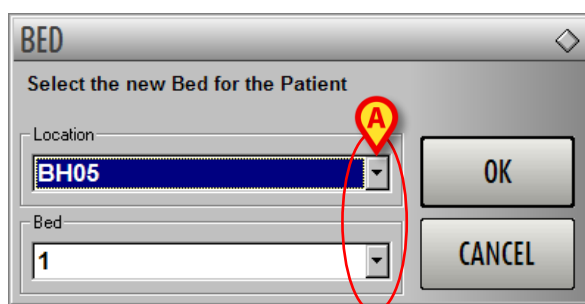 BED
Select the new Bed for the Patient
A
Location
BH05
OK
Bed
1
CANCEL